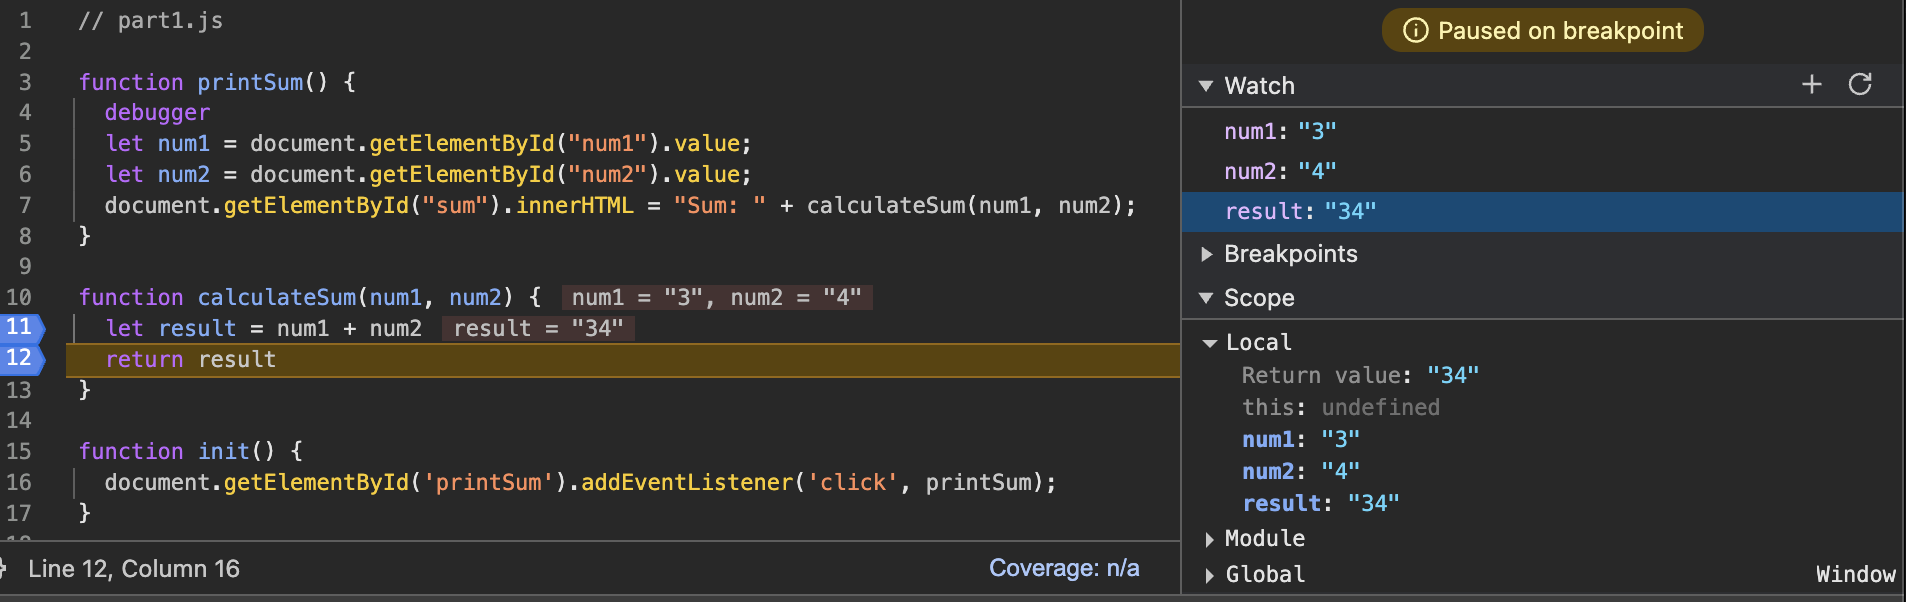 1 // part1.js
2
3 function printSum() {
4 debugger
5 let num1 = document.getElementById("num1").value;
6 let num2 = document.getElementById("num2").value;
7 document.getElementById("sum").innerHTML = "Sum: " + calculateSum(num1, num2);
8 }
9
10 function calculateSum(num1, num2) { num1 = "3", num2 = "4"
11 let result = num1 + num2 result = "34"
12 return result
13 }
14
15 function init() {
16 document.getElementById('printSum').addEventListener('click', printSum);
17 }
Line 12, Column 16
Coverage: n/a
Paused on breakpoint
Watch
num1: "3"
num2: "4"
result: "34"
Breakpoints
Scope
Local
Return value: "34"
this: undefined
num1: "3"
num2: "4"
result: "34"
Module
Global Window